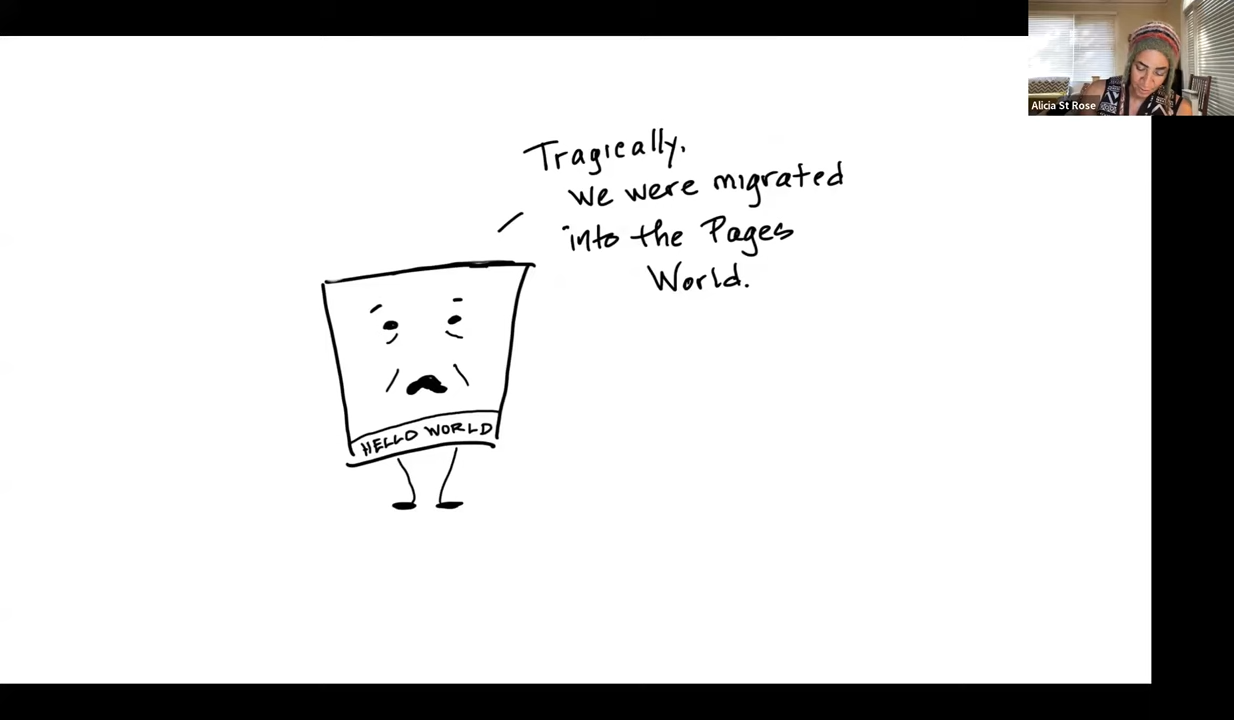 Alicia St Rose
Tragically.
We were migrated
into the Pages
World.
HELLO WORLD